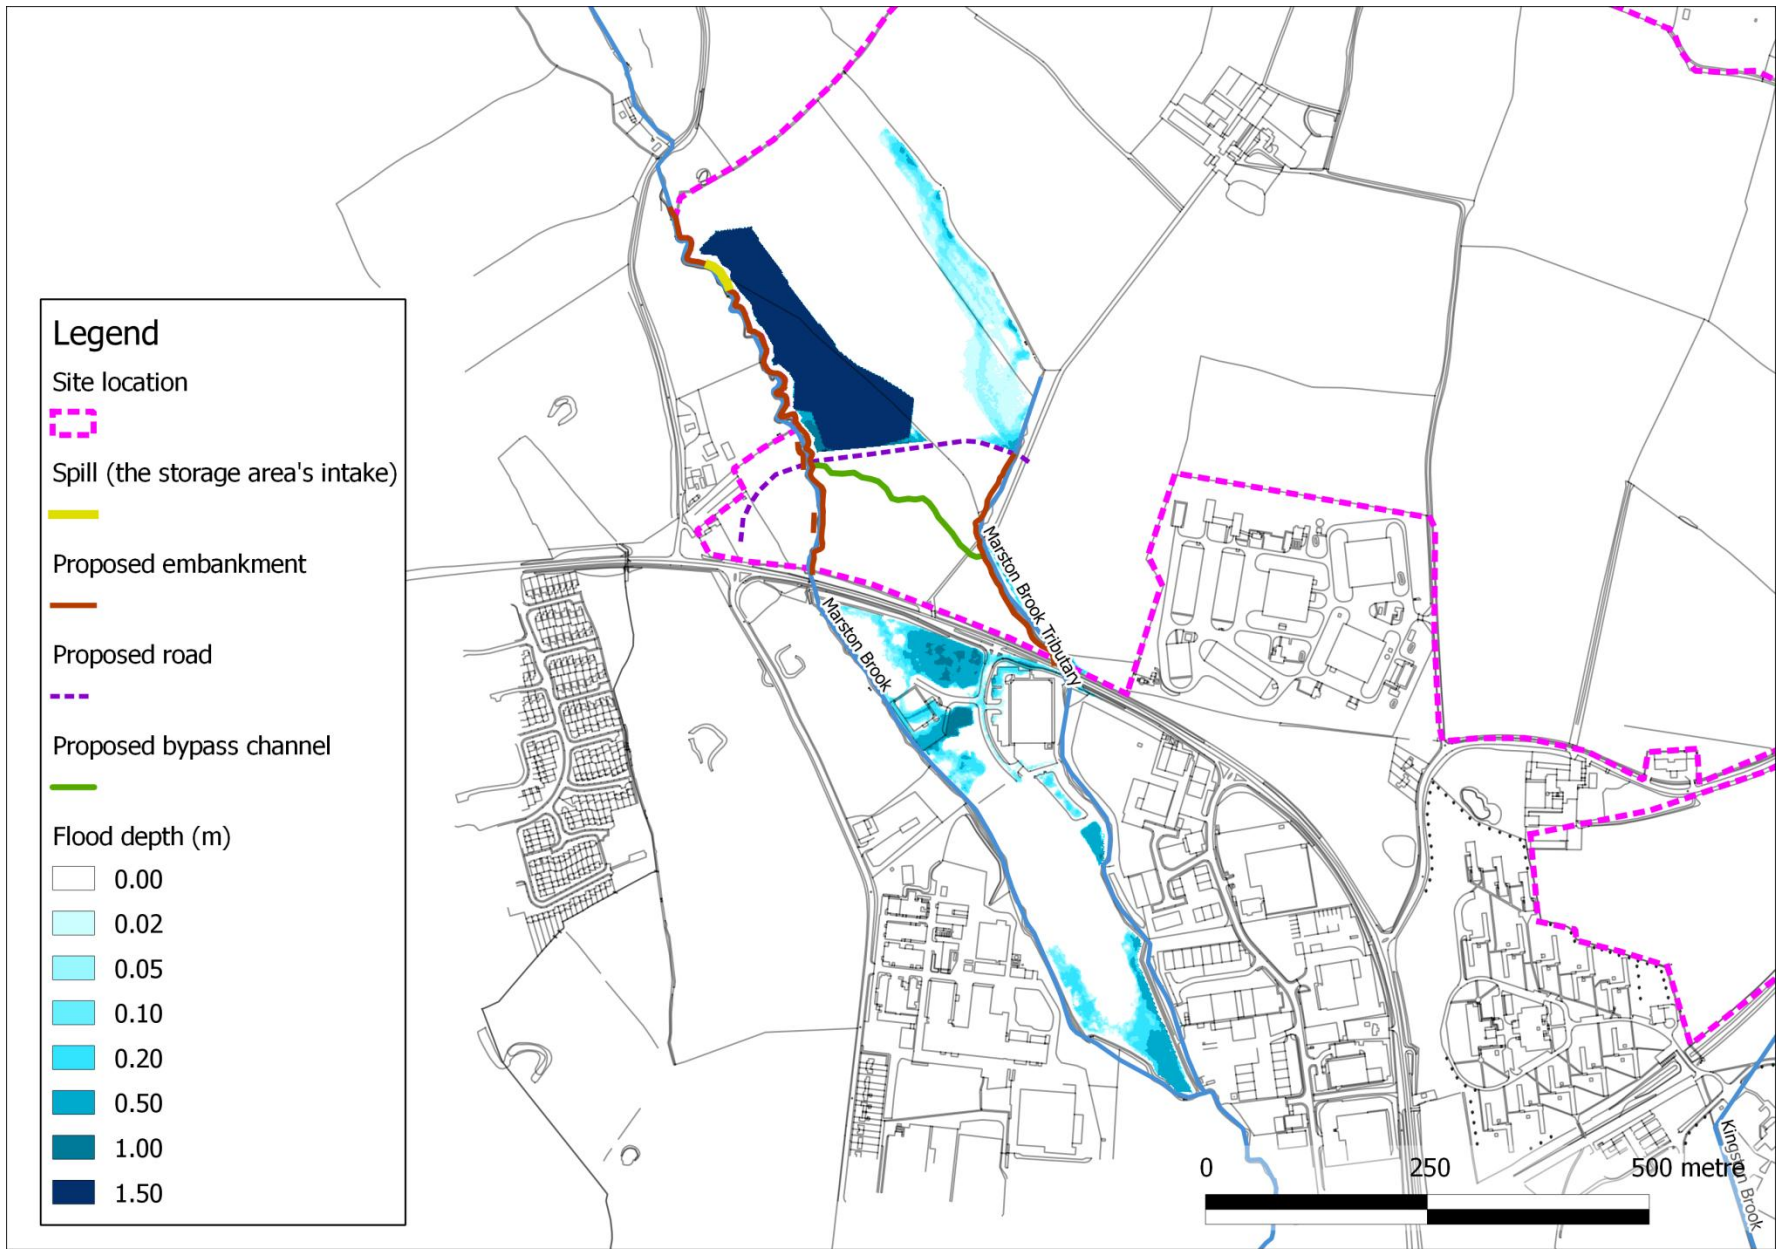 Legend
Site location
Spill (the storage area's intake)
Proposed embankment
Proposed road
Proposed bypass channel
Flood depth (m)
0.00
0.02
0.05
0.10
0.20
0.50
1.00
1.50
Marston Brook
Marston Brook Tributary
Kingston Brook
0
250
500 metre